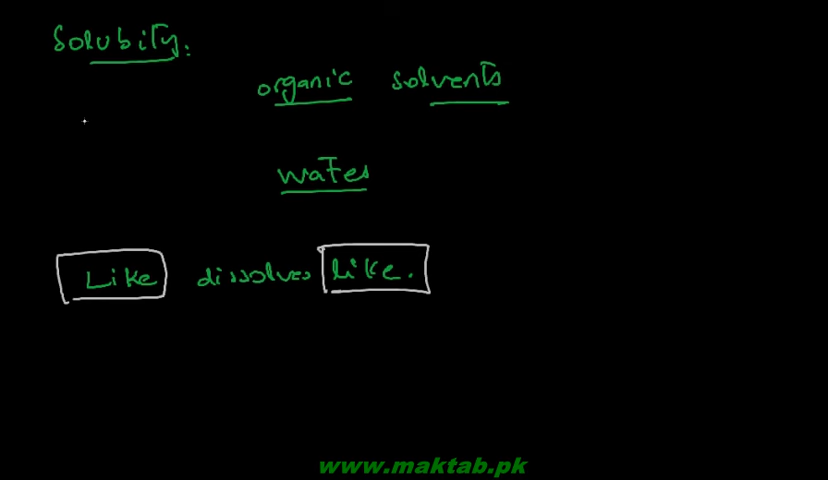 Solubity.
organic solvents
water
Like dissolves like.
www.maktab.pk